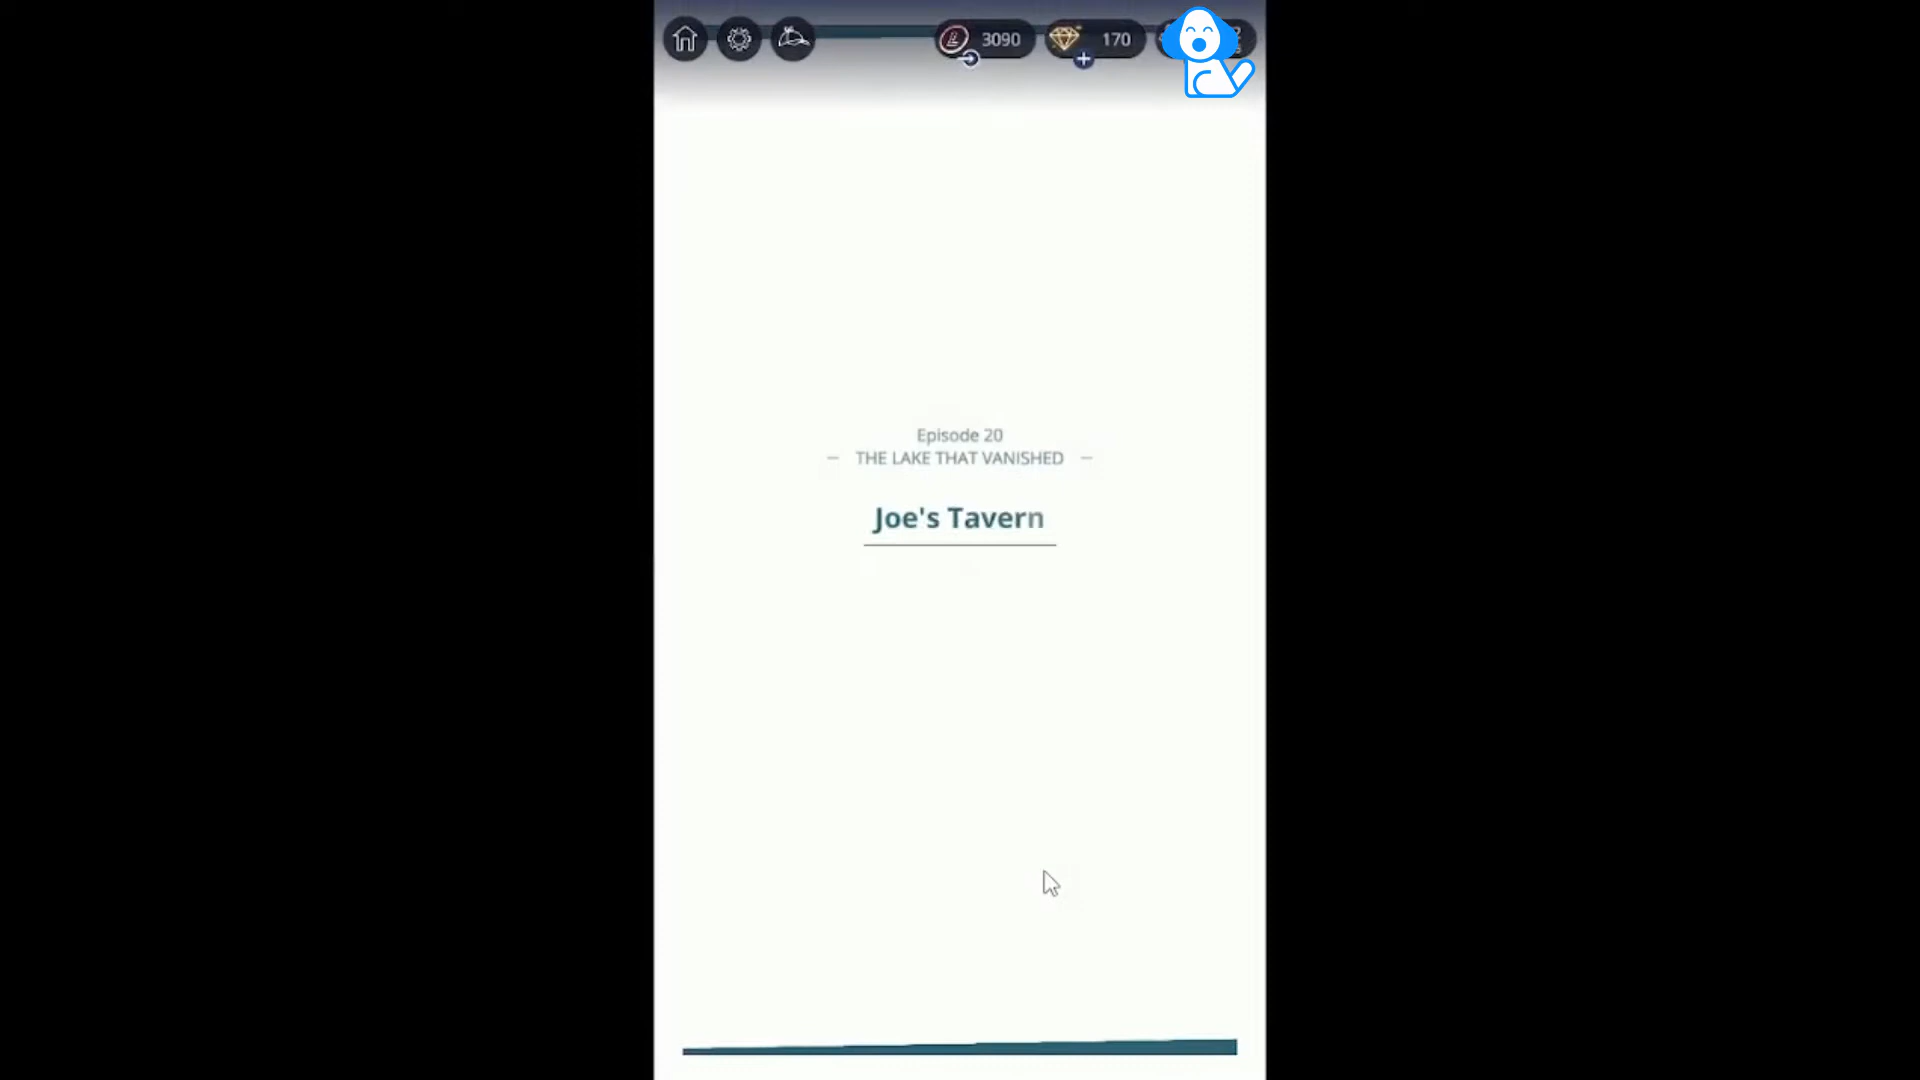 3090
170
Episode 20
— THE LAKE THAT VANISHED —
Joe's Tavern